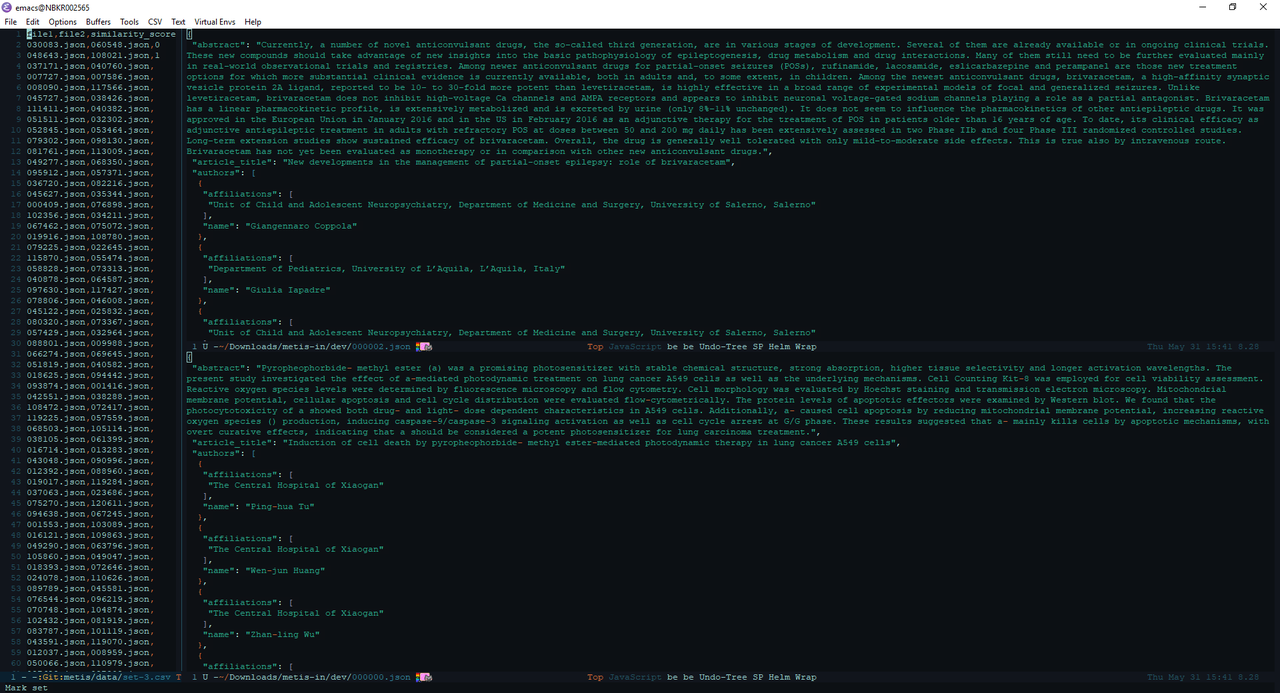 emacs@NBKR002565
File Edit Options Buffers Tools CSV Text Virtual Envs Help
1 file1,file2,similarity_score
2 030083.json,060548.json,0
3 048643.json,108021.json,1
4 037171.json,040760.json,
5 007727.json,007586.json,
6 008090.json,117566.json,
7 045727.json,038426.json,
8 111411.json,040382.json,
9 051511.json,032302.json,
10 052845.json,053464.json,
11 079302.json,098130.json,
12 081761.json,113009.json,
13 049277.json,068350.json,
14 095912.json,057371.json,
15 036720.json,082216.json,
16 045627.json,035344.json,
17 000409.json,076898.json,
18 102356.json,034211.json,
19 067462.json,075072.json,
20 019916.json,108780.json,
21 079225.json,022645.json,
22 115870.json,055474.json,
23 058828.json,073313.json,
24 040878.json,064587.json,
25 097630.json,117427.json,
26 078806.json,046008.json,
27 045122.json,025832.json,
28 080320.json,073367.json,
29 057429.json,032964.json,
30 088801.json,009988.json,
31 066274.json,069645.json,
32 051819.json,040582.json,
33 018625.json,094442.json,
34 093874.json,001416.json,
35 042551.json,038288.json,
36 108472.json,072417.json,
37 119225.json,057559.json,
38 068503.json,105114.json,
39 038105.json,061399.json,
40 016714.json,013283.json,
41 043048.json,090996.json,
42 012392.json,088960.json,
43 019017.json,119284.json,
44 037063.json,023686.json,
45 075270.json,120611.json,
46 094638.json,067245.json,
47 001553.json,103089.json,
48 016121.json,109863.json,
49 049290.json,063796.json,
50 105860.json,049047.json,
51 018393.json,072646.json,
52 024078.json,110626.json,
53 089789.json,045581.json,
54 076544.json,096219.json,
55 070748.json,104874.json,
56 102432.json,081919.json,
57 083787.json,101119.json,
58 043591.json,119070.json,
59 012037.json,008959.json,
60 050066.json,110979.json,
1 - -:Git:metis/data/set-3.csv T
{
"abstract": "Currently, a number of novel anticonvulsant drugs, the so-called third generation, are in various stages of development. Several of them are already available or in ongoing clinical trials.
These new compounds should take advantage of new insights into the basic pathophysiology of epileptogenesis, drug metabolism and drug interactions. Many of them still need to be further evaluated mainly
in real-world observational trials and registries. Among newer anticonvulsant drugs for partial-onset seizures (POSs), rufinamide, lacosamide, eslicarbazepine and perampanel are those new treatment
options for which more substantial clinical evidence is currently available, both in adults and, to some extent, in children. Among the newest anticonvulsant drugs, brivaracetam, a high-affinity synaptic
vesicle protein 2A ligand, reported to be 10- to 30-fold more potent than levetiracetam, is highly effective in a broad range of experimental models of focal and generalized seizures. Unlike
levetiracetam, brivaracetam does not inhibit high-voltage Ca channels and AMPA receptors and appears to inhibit neuronal voltage-gated sodium channels playing a role as a partial antagonist. Brivaracetam
has a linear pharmacokinetic profile, is extensively metabolized and is excreted by urine (only 8%–11% unchanged). It does not seem to influence the pharmacokinetics of other antiepileptic drugs. It was
approved in the European Union in January 2016 and in the US in February 2016 as an adjunctive therapy for the treatment of POS in patients older than 16 years of age. To date, its clinical efficacy as
adjunctive antiepileptic treatment in adults with refractory POS at doses between 50 and 200 mg daily has been extensively assessed in two Phase IIb and four Phase III randomized controlled studies.
Long-term extension studies show sustained efficacy of brivaracetam. Overall, the drug is generally well tolerated with only mild-to-moderate side effects. This is true also by intravenous route.
Brivaracetam has not yet been evaluated as monotherapy or in comparison with other new anticonvulsant drugs.",
"article_title": "New developments in the management of partial-onset epilepsy: role of brivaracetam",
"authors": [
{
"affiliations": [
"Unit of Child and Adolescent Neuropsychiatry, Department of Medicine and Surgery, University of Salerno, Salerno"
],
"name": "Giangennaro Coppola"
},
{
"affiliations": [
"Department of Pediatrics, University of L’Aquila, L’Aquila, Italy"
],
"name": "Giulia Iapadre"
},
{
"affiliations": [
"Unit of Child and Adolescent Neuropsychiatry, Department of Medicine and Surgery, University of Salerno, Salerno"
1 U --/Downloads/metis-in/dev/000002.json Top JavaScript be be Undo-Tree SP Helm Wrap Thu May 31 15:41 8.28
{
"abstract": "Pyropheophorbide- methyl ester (a) was a promising photosensitizer with stable chemical structure, strong absorption, higher tissue selectivity and longer activation wavelengths. The
present study investigated the effect of a-mediated photodynamic treatment on lung cancer A549 cells as well as the underlying mechanisms. Cell Counting Kit-8 was employed for cell viability assessment.
Reactive oxygen species levels were determined by fluorescence microscopy and flow cytometry. Cell morphology was evaluated by Hoechst staining and transmission electron microscopy. Mitochondrial
membrane potential, cellular apoptosis and cell cycle distribution were evaluated flow-cytometrically. The protein levels of apoptotic effectors were examined by Western blot. We found that the
photocytotoxicity of a showed both drug- and light- dose dependent characteristics in A549 cells. Additionally, a- caused cell apoptosis by reducing mitochondrial membrane potential, increasing reactive
oxygen species () production, inducing caspase-9/caspase-3 signaling activation as well as cell cycle arrest at G/G phase. These results suggested that a- mainly kills cells by apoptotic mechanisms, with
overt curative effects, indicating that a should be considered a potent photosensitizer for lung carcinoma treatment.",
"article_title": "Induction of cell death by pyropheophorbide- methyl ester-mediated photodynamic therapy in lung cancer A549 cells",
"authors": [
{
"affiliations": [
"The Central Hospital of Xiaogan"
],
"name": "Ping-hua Tu"
},
{
"affiliations": [
"The Central Hospital of Xiaogan"
],
"name": "Wen-jun Huang"
},
{
"affiliations": [
"The Central Hospital of Xiaogan"
],
"name": "Zhan-ling Wu"
},
{
"affiliations": [
1 U --/Downloads/metis-in/dev/000000.json Top JavaScript be be Undo-Tree SP Helm Wrap Thu May 31 15:41 8.28
Mark set